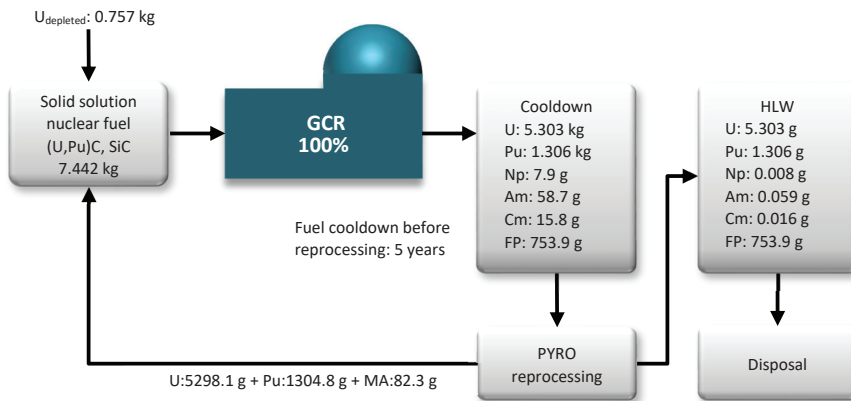 U_depleted: 0.757 kg
Solid solution
nuclear fuel
(U,Pu)C, SiC
7.442 kg
GCR
100%
Fuel cooldown before
reprocessing: 5 years
Cooldown
U: 5.303 kg
Pu: 1.306 kg
Np: 7.9 g
Am: 58.7 g
Cm: 15.8 g
FP: 753.9 g
HLW
U: 5.303 g
Pu: 1.306 g
Np: 0.008 g
Am: 0.059 g
Cm: 0.016 g
FP: 753.9 g
PYRO
reprocessing
Disposal
U:5298.1 g + Pu:1304.8 g + MA:82.3 g